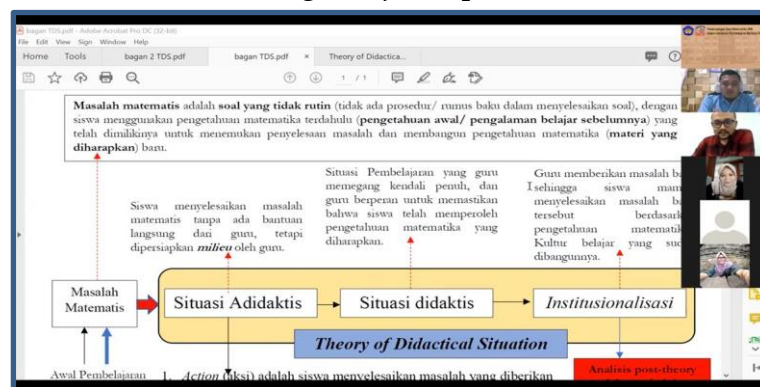 bagan TDS.pdf - Adobe Acrobat Pro DC (32-bit)
File Edit View Sign Window Help
Home Tools bagan 2 TDS.pdf bagan TDS.pdf × Theory of Didactica...
1 / 1
Masalah matematis adalah soal yang tidak rutin (tidak ada prosedur/ rumus baku dalam menyelesaikan soal), dengan
siswa menggunakan pengetahuan matematika terdahulu (pengetahuan awal/ pengalaman belajar sebelumnya) yang
telah dimilikinya untuk menemukan penyelesaan masalah dan membangun pengetahuan matematika (materi yang
diharapkan) baru.
Siswa menyelesaikan masalah
matematis tanpa ada bantuan
langsung dari guru, tetapi
dipersiapkan milieu oleh guru.
Situasi Pembelajaran yang guru
memegang kendali penuh, dan
guru berperan untuk memastikan
bahwa siswa telah memperoleh
pengetahuan matematika yang
diharapkan.
Guru memberikan masalah ba
sehingga siswa mam
menyelesaikan masalah ba
tersebut berdasark
pengetahuan matematik
Kultur belajar yang sud
dibangunnya.
Masalah
Matematis
Situasi Adidaktis
Situasi didaktis
Institusionalisasi
Theory of Didactical Situation
Awal Pembelajaran
1. Action (aksi) adalah siswa menyelesaikan masalah yang diberikan
Analisis post-theory